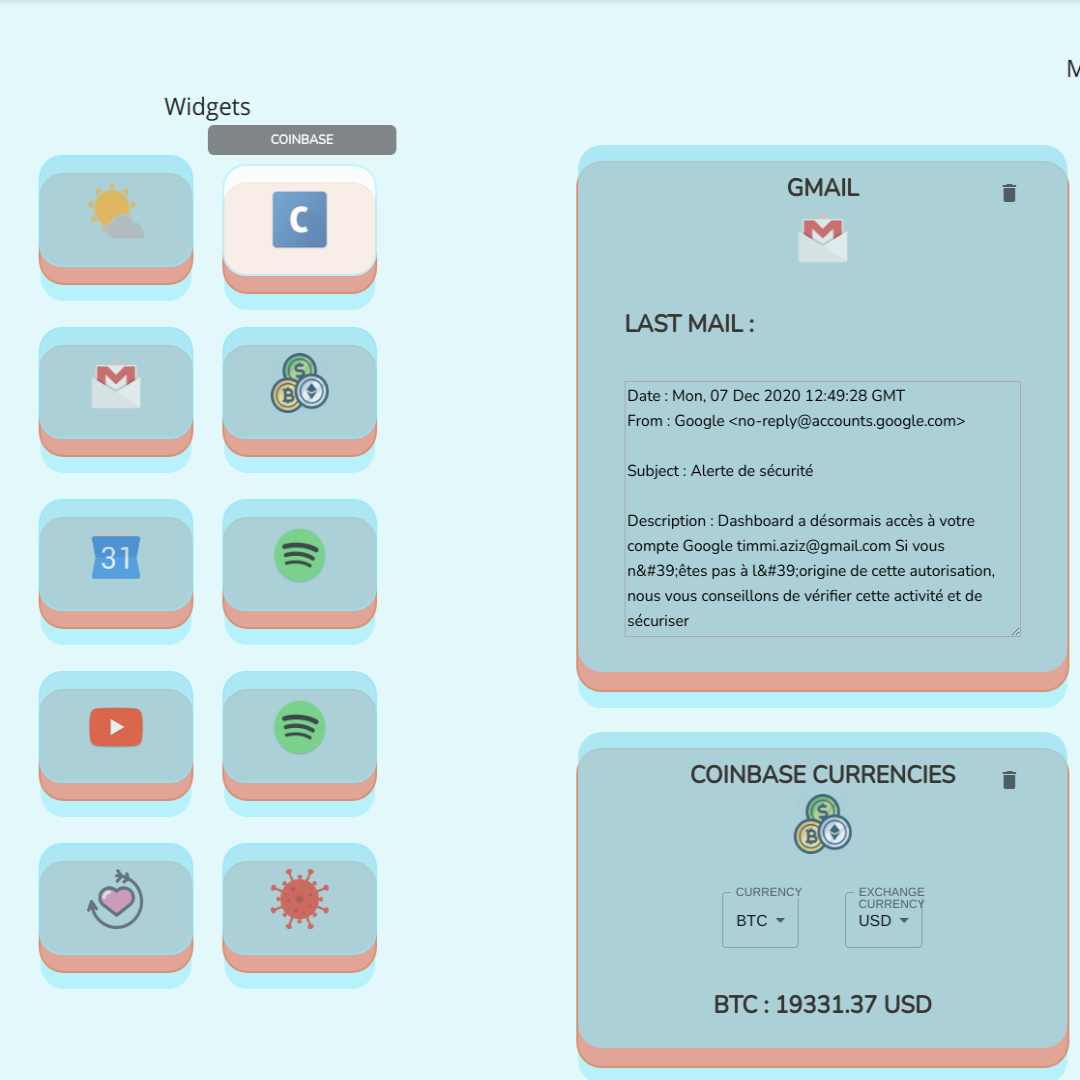 M
Widgets
COINBASE
C
31
GMAIL
LAST MAIL :
Date : Mon, 07 Dec 2020 12:49:28 GMT
From : Google <no-reply@accounts.google.com>
Subject : Alerte de sécurité
Description : Dashboard a désormais accès à votre
compte Google timmi.aziz@gmail.com Si vous
n&#39;êtes pas à l&#39;origine de cette autorisation,
nous vous conseillons de vérifier cette activité et de
sécuriser
COINBASE CURRENCIES
CURRENCY
BTC
EXCHANGE
CURRENCY
USD
BTC : 19331.37 USD